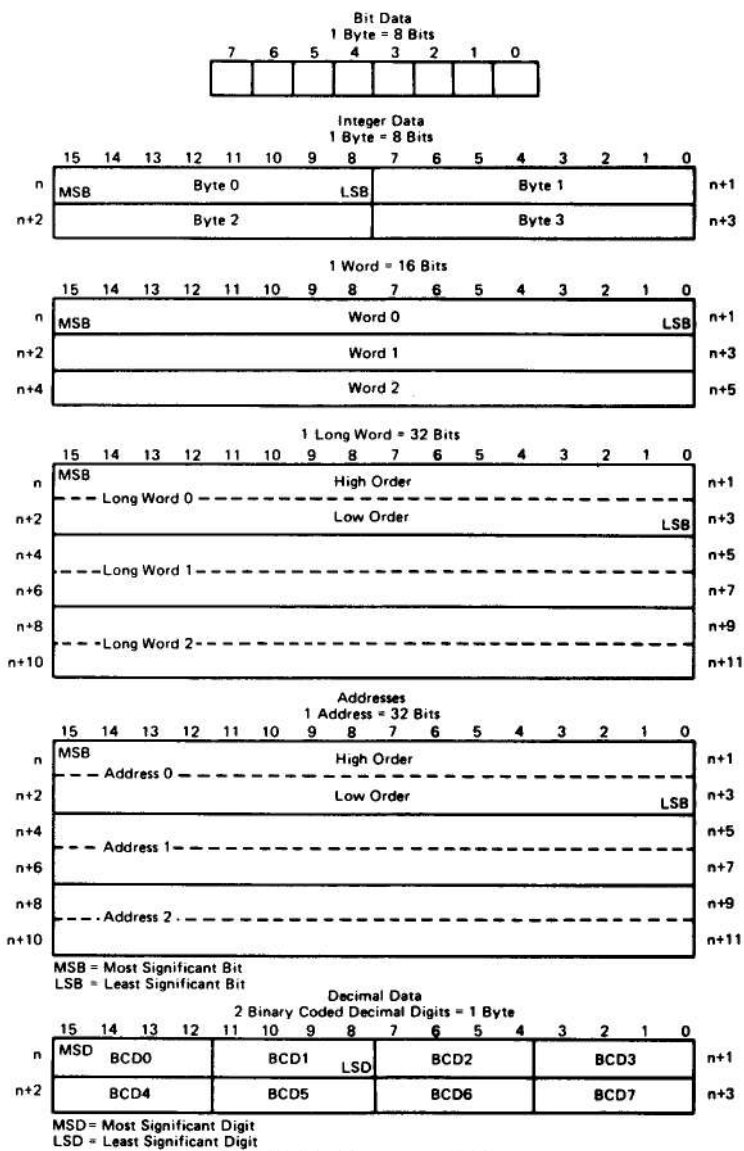 Bit Data
1 Byte = 8 Bits
7 6 5 4 3 2 1 0
Integer Data
1 Byte = 8 Bits
15 14 13 12 11 10 9 8 7 6 5 4 3 2 1 0
n MSB Byte 0 LSB Byte 1 n+1
n+2 Byte 2 Byte 3 n+3
1 Word = 16 Bits
15 14 13 12 11 10 9 8 7 6 5 4 3 2 1 0
n MSB Word 0 LSB n+1
n+2 Word 1 n+3
n+4 Word 2 n+5
1 Long Word = 32 Bits
15 14 13 12 11 10 9 8 7 6 5 4 3 2 1 0
n MSB High Order n+1
Long Word 0
n+2 Low Order LSB n+3
n+4 n+5
Long Word 1
n+6 n+7
n+8 n+9
Long Word 2
n+10 n+11
Addresses
1 Address = 32 Bits
15 14 13 12 11 10 9 8 7 6 5 4 3 2 1 0
n MSB High Order n+1
Address 0
n+2 Low Order LSB n+3
n+4 n+5
Address 1
n+6 n+7
n+8 n+9
Address 2
n+10 n+11
MSB = Most Significant Bit
LSB = Least Significant Bit
Decimal Data
2 Binary Coded Decimal Digits = 1 Byte
15 14 13 12 11 10 9 8 7 6 5 4 3 2 1 0
n MSD BCD0 BCD1 LSD BCD2 BCD3 n+1
n+2 BCD4 BCD5 BCD6 BCD7 n+3
MSD = Most Significant Digit
LSD = Least Significant Digit